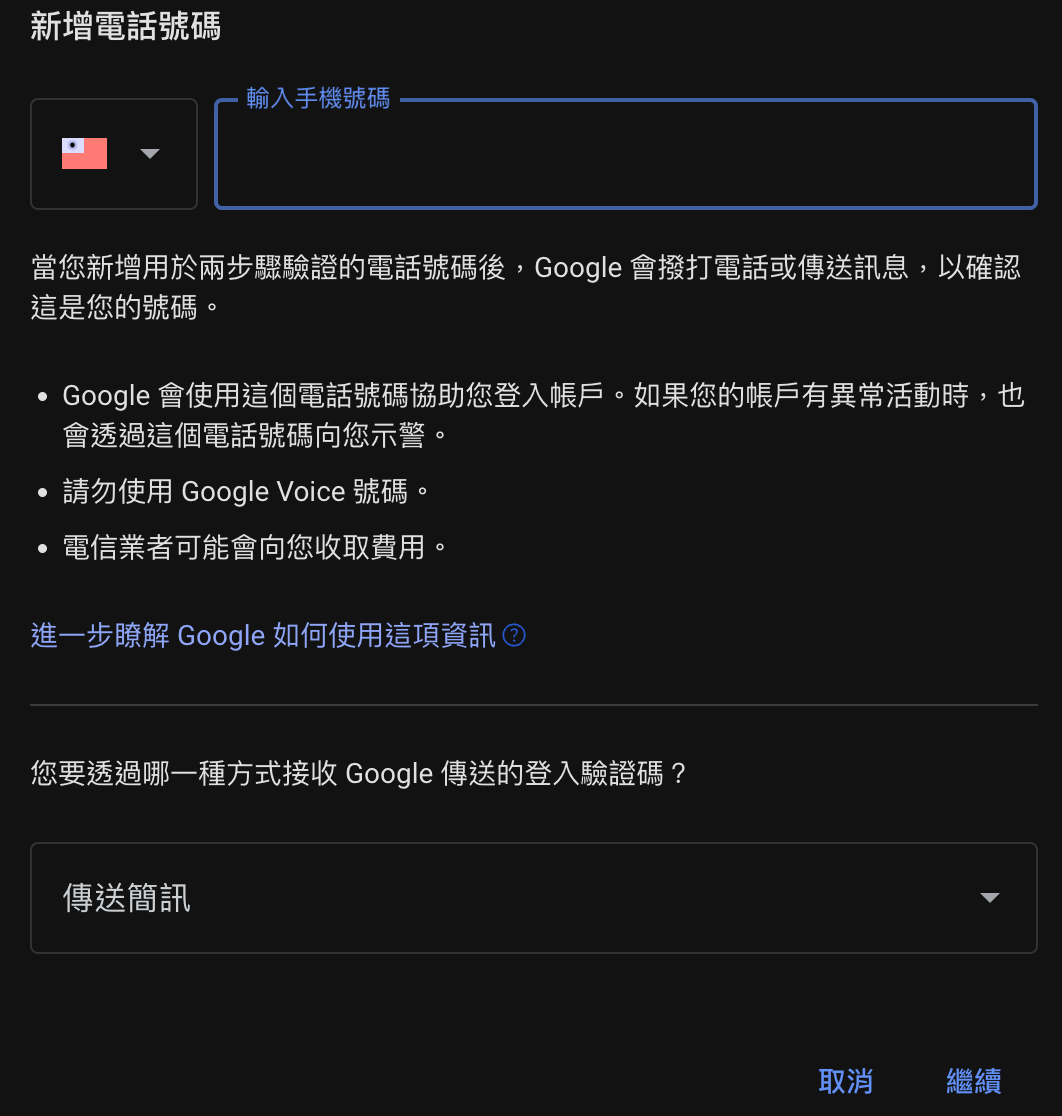 新增電話號碼
輸入手機號碼
當您新增用於兩步驟驗證的電話號碼後，Google 會撥打電話或傳送訊息，以確認
這是您的號碼。
Google 會使用這個電話號碼協助您登入帳戶。如果您的帳戶有異常活動時，也
會透過這個電話號碼向您示警。
請勿使用 Google Voice 號碼。
電信業者可能會向您收取費用。
進一步瞭解 Google 如何使用這項資訊
您要透過哪一種方式接收 Google 傳送的登入驗證碼？
傳送簡訊
取消 繼續